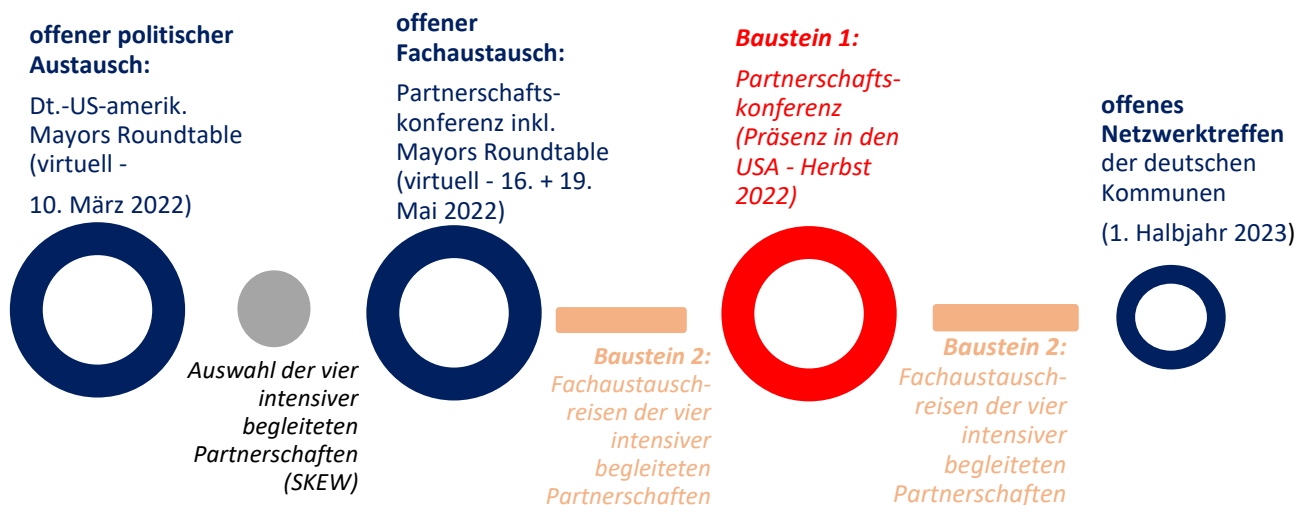 offener politischer
Austausch:
Dt.-US-amerik.
Mayors Roundtable
(virtuell -
10. März 2022)
Auswahl der vier
intensiver
begleiteten
Partnerschaften
(SKEW)
offener
Fachaustausch:
Partnerschafts-
konferenz inkl.
Mayors Roundtable
(virtuell - 16. + 19.
Mai 2022)
Baustein 2:
Fachaustausch-
reisen der vier
intensiver
begleiteten
Partnerschaften
Baustein 1:
Partnerschafts-
konferenz
(Präsenz in den
USA - Herbst
2022)
Baustein 2:
Fachaustausch-
reisen der vier
intensiver
begleiteten
Partnerschaften
offenes
Netzwerktreffen
der deutschen
Kommunen
(1. Halbjahr 2023)